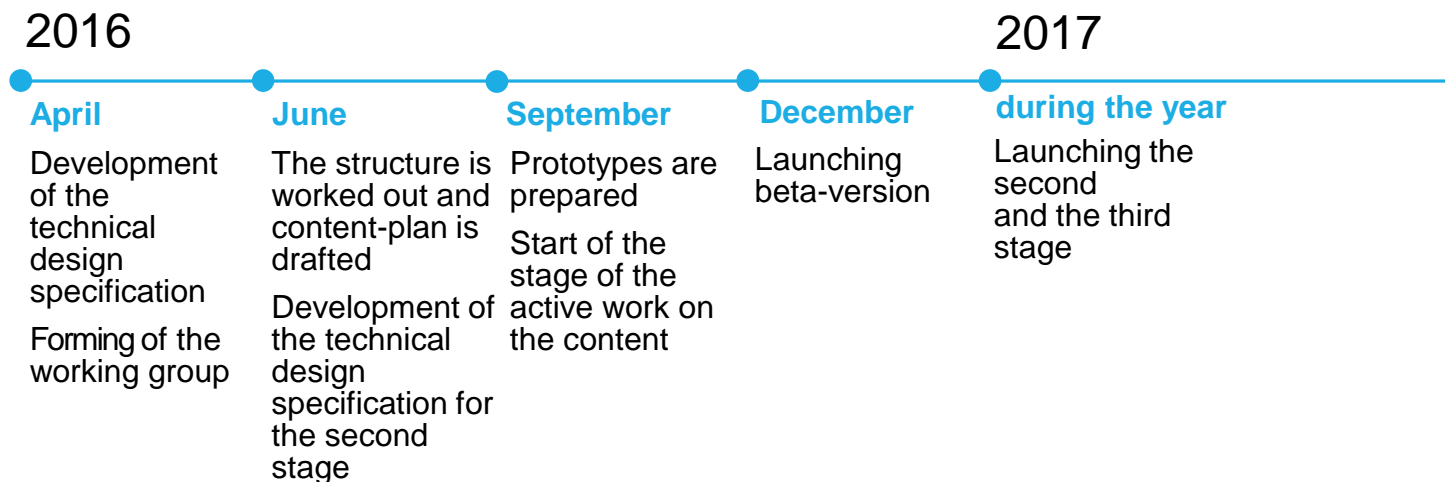 2016
2017
April
Development
of the
technical
design
specification
Forming of the
working group
June
The structure is
worked out and
content-plan is
drafted
Development of
the technical
design
specification for
the second
stage
September
Prototypes are
prepared
Start of the
stage of the
active work on
the content
December
Launching
beta-version
during the year
Launching the
second
and the third
stage